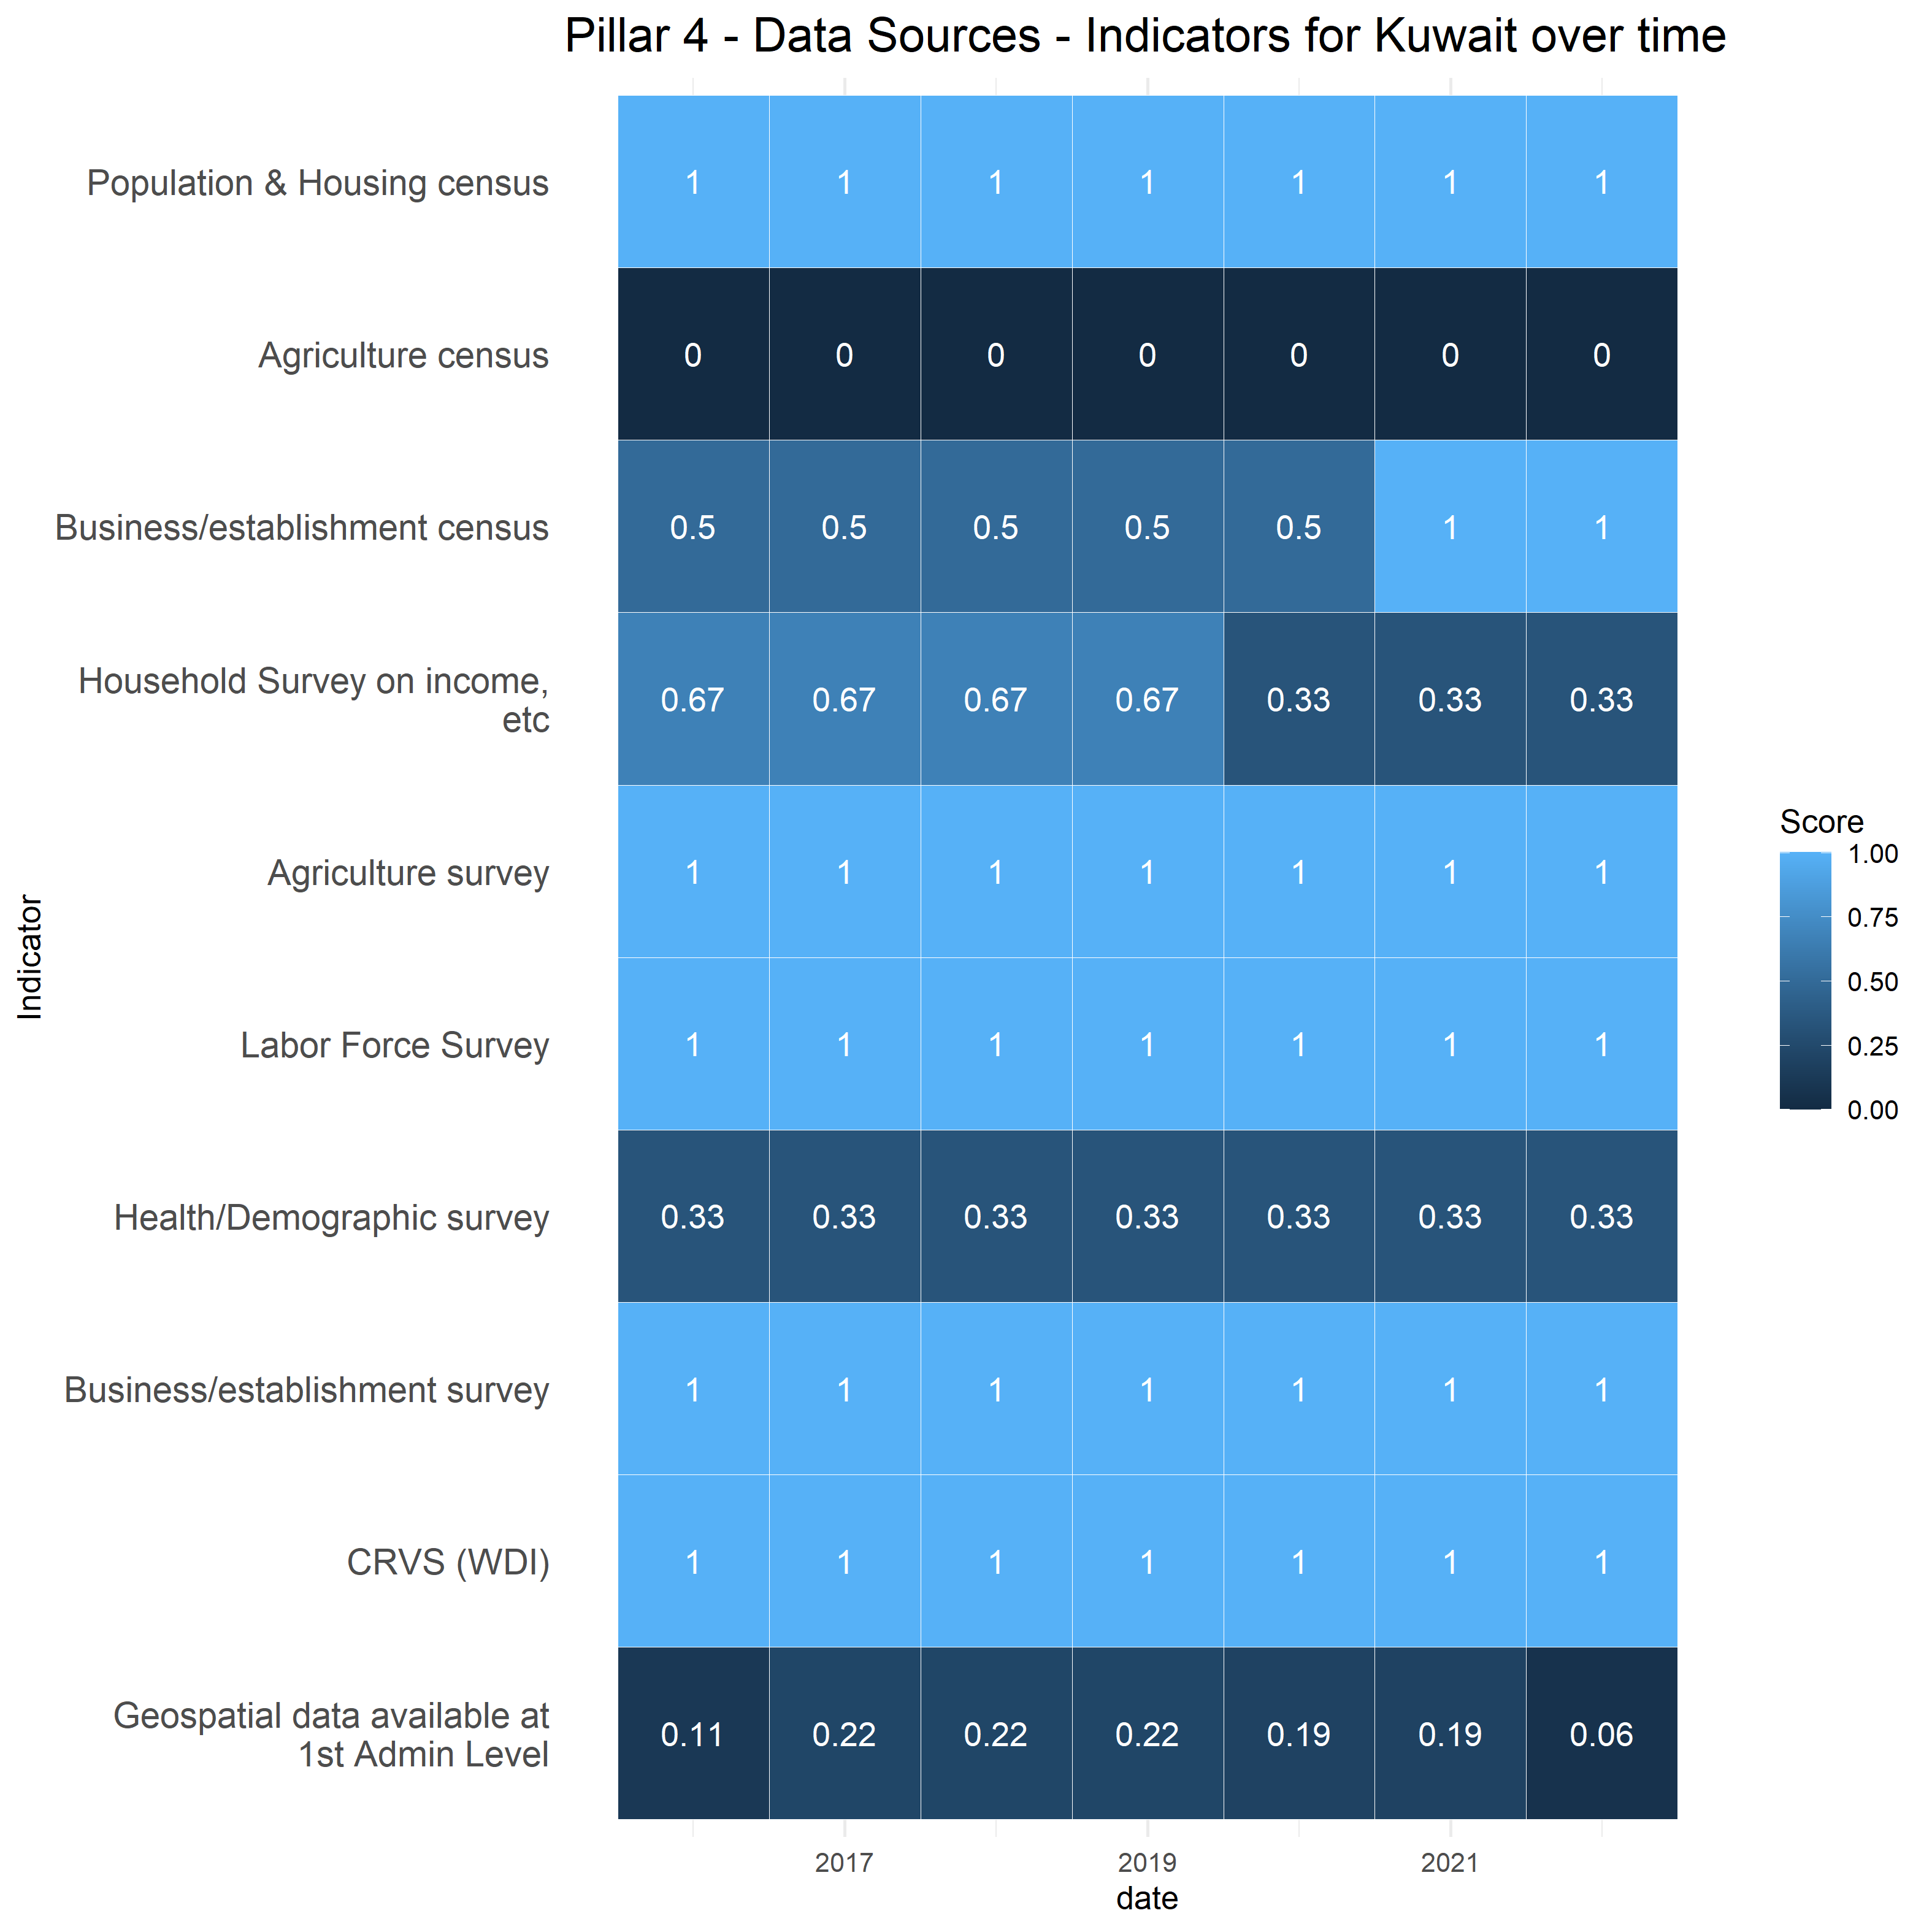 Pillar 4 - Data Sources - Indicators for Kuwait over time
Population & Housing census
1 1 1 1 1 1 1
Agriculture census
0 0 0 0 0 0 0
Business/establishment census
0.5 0.5 0.5 0.5 0.5 1 1
Household Survey on income,
etc
0.67 0.67 0.67 0.67 0.33 0.33 0.33
Agriculture survey
1 1 1 1 1 1 1
Labor Force Survey
1 1 1 1 1 1 1
Health/Demographic survey
0.33 0.33 0.33 0.33 0.33 0.33 0.33
Business/establishment survey
1 1 1 1 1 1 1
CRVS (WDI)
1 1 1 1 1 1 1
Geospatial data available at
1st Admin Level
0.11 0.22 0.22 0.22 0.19 0.19 0.06
2017 2019 2021
date
Indicator
Score
1.00
0.75
0.50
0.25
0.00